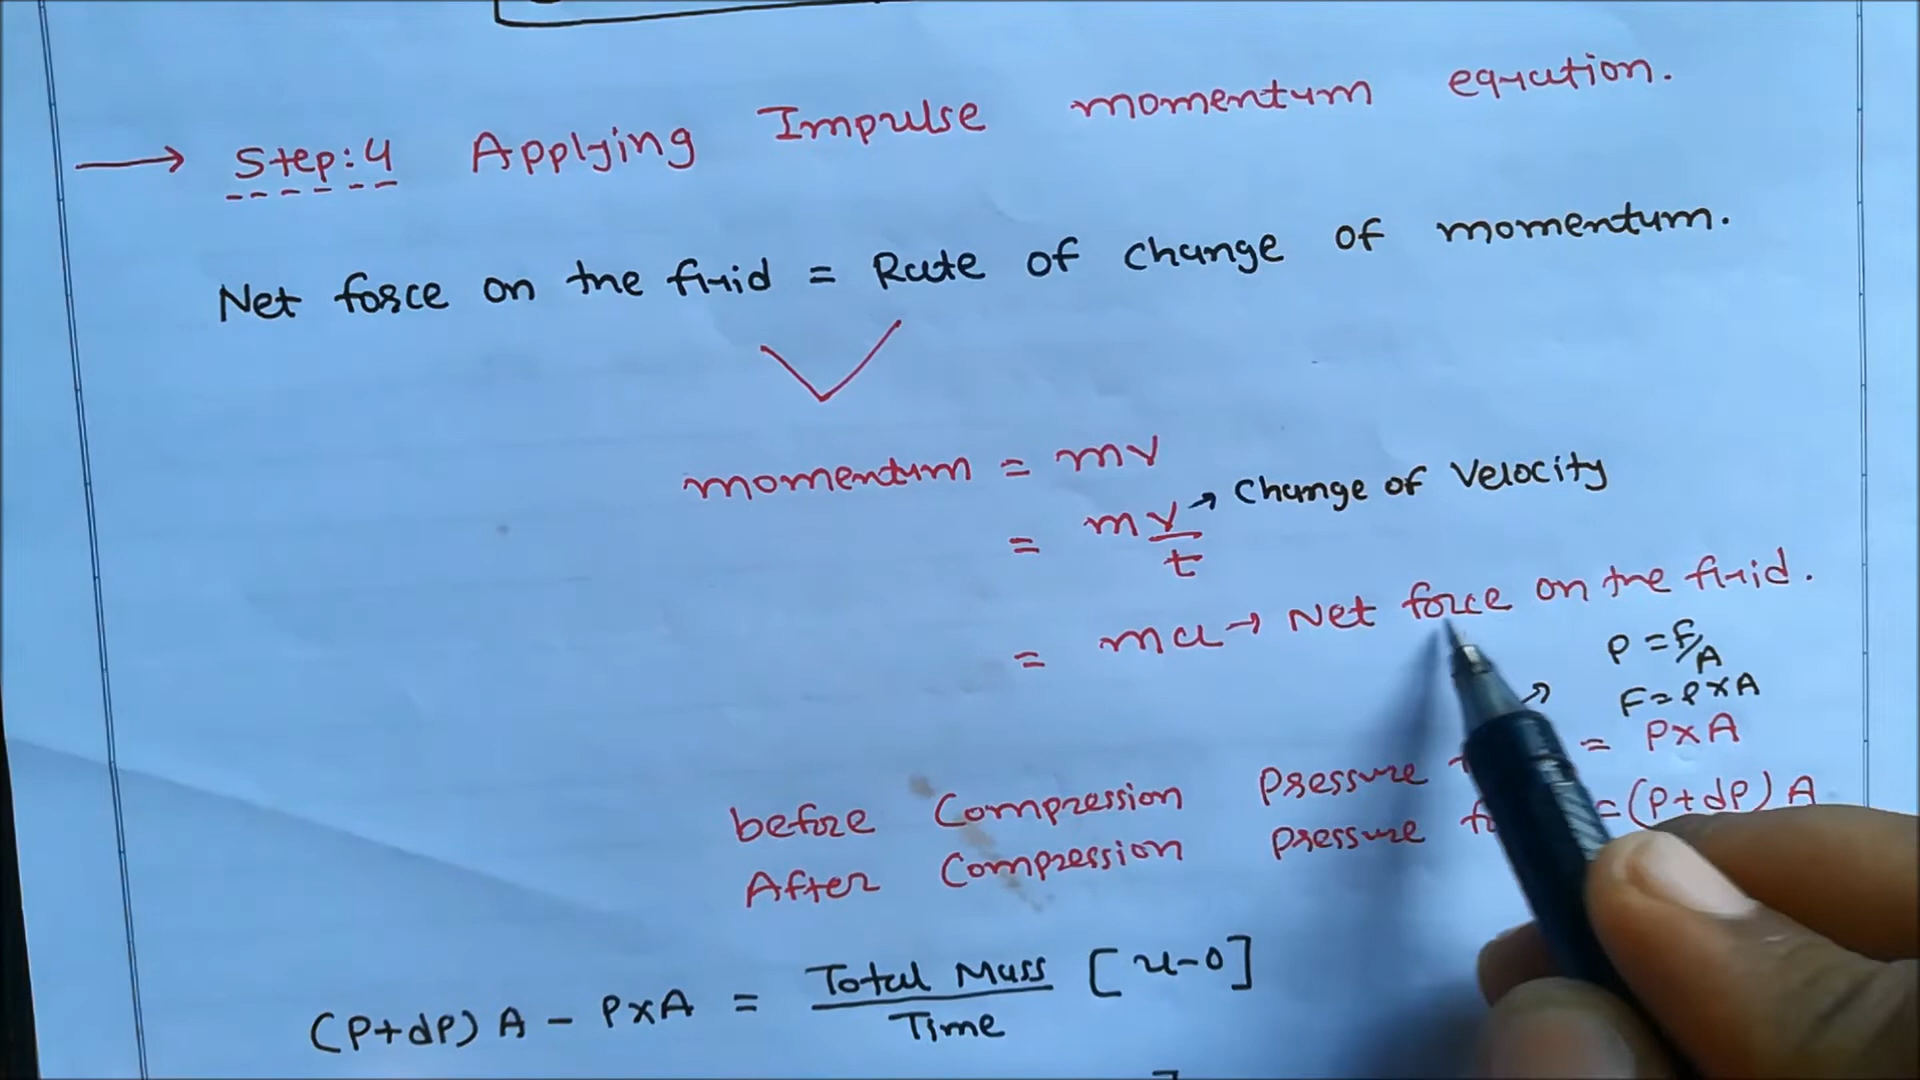 Step:4 Applying Impulse momentum equation.
Net force on the fluid = Rate of change of momentum.
momentum = mv
= mv/t → Change of Velocity
= ma → Net force on the fluid.
P = F/A
F = P×A
before Compression Pressure = P×A
After Compression pressure = (P+dP) A
(P+dP) A - P×A = Total Mass / Time [u-0]